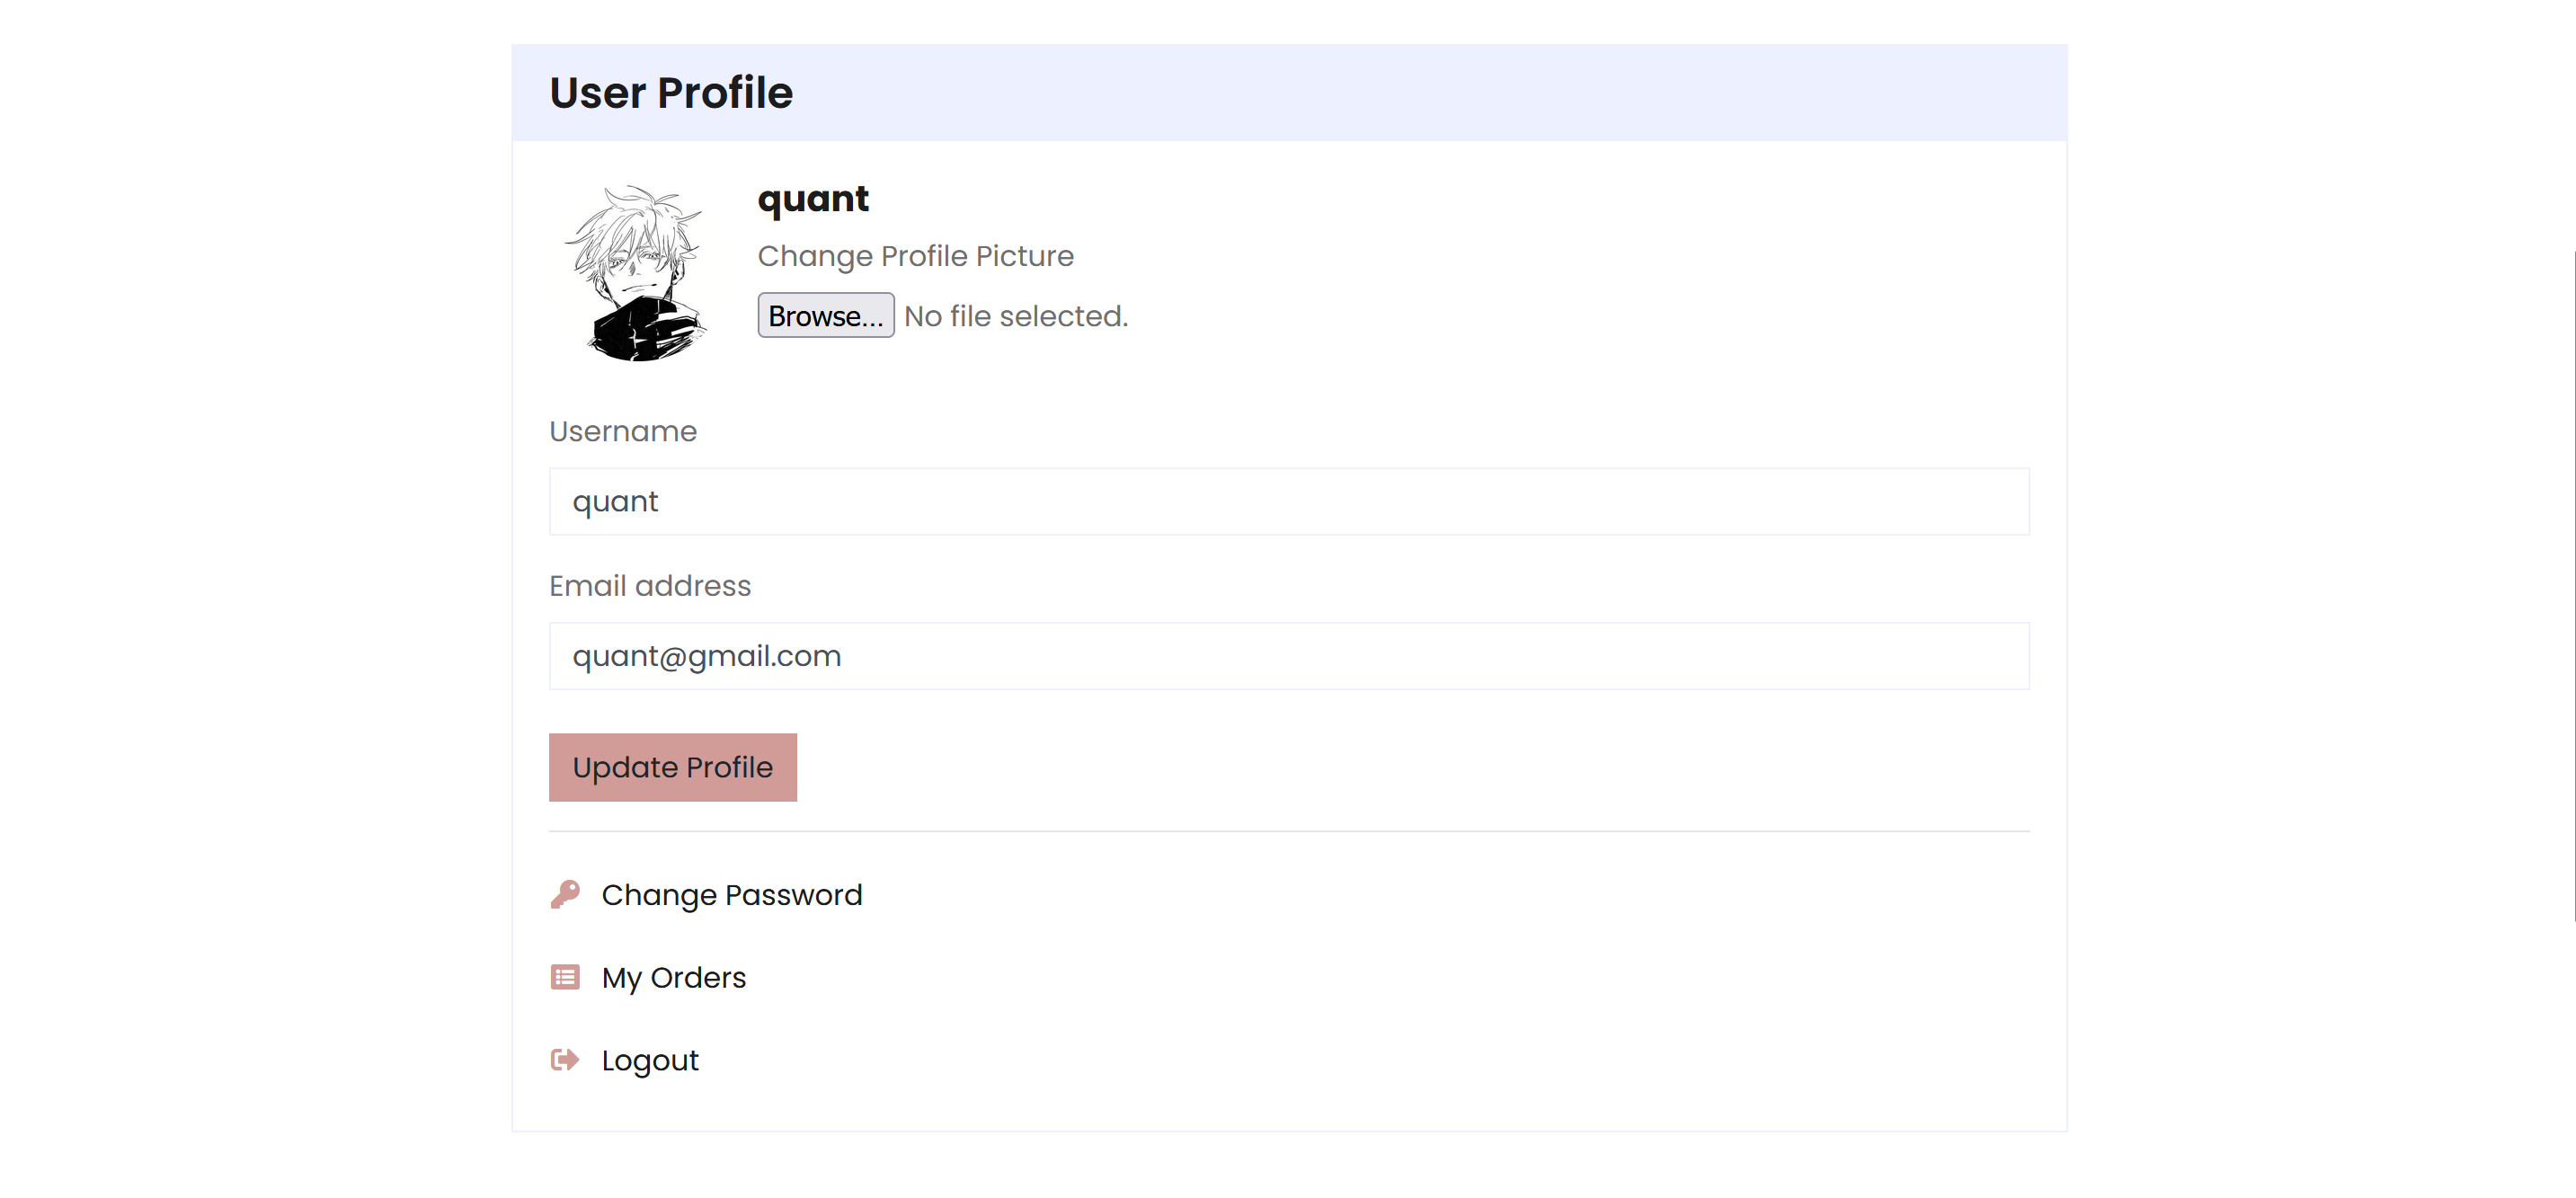 User Profile
quant
Change Profile Picture
Browse... No file selected.
Username
quant
Email address
quant@gmail.com
Update Profile
Change Password
My Orders
Logout